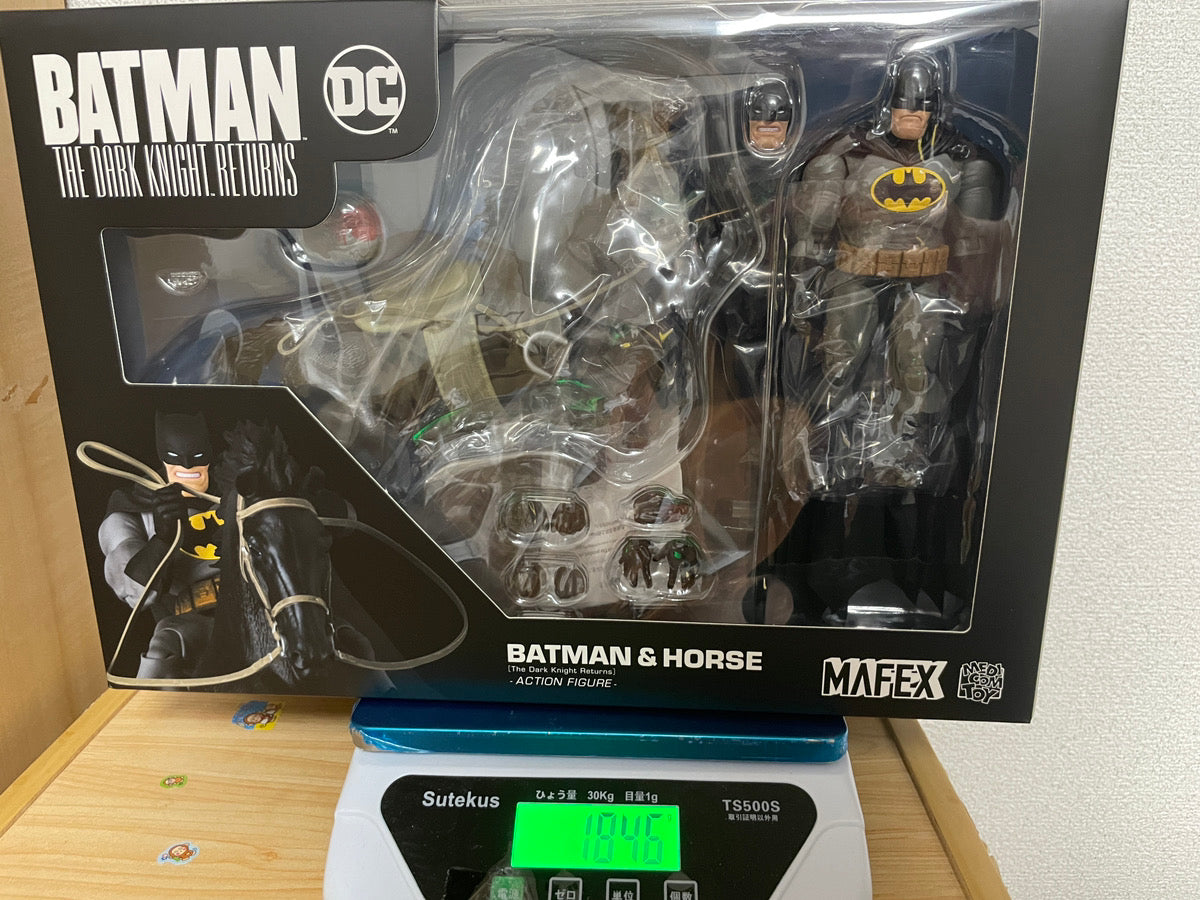 BATMAN
THE DARK KNIGHT RETURNS
DC
BATMAN & HORSE
[The Dark Knight Returns]
- ACTION FIGURE -
MAFEX
MEDICOM TOY
Sutekus
ひょう量 30Kg 目量1g
TS500S
取引証明以外用
1846 g
電源
ゼロ
単位
個数